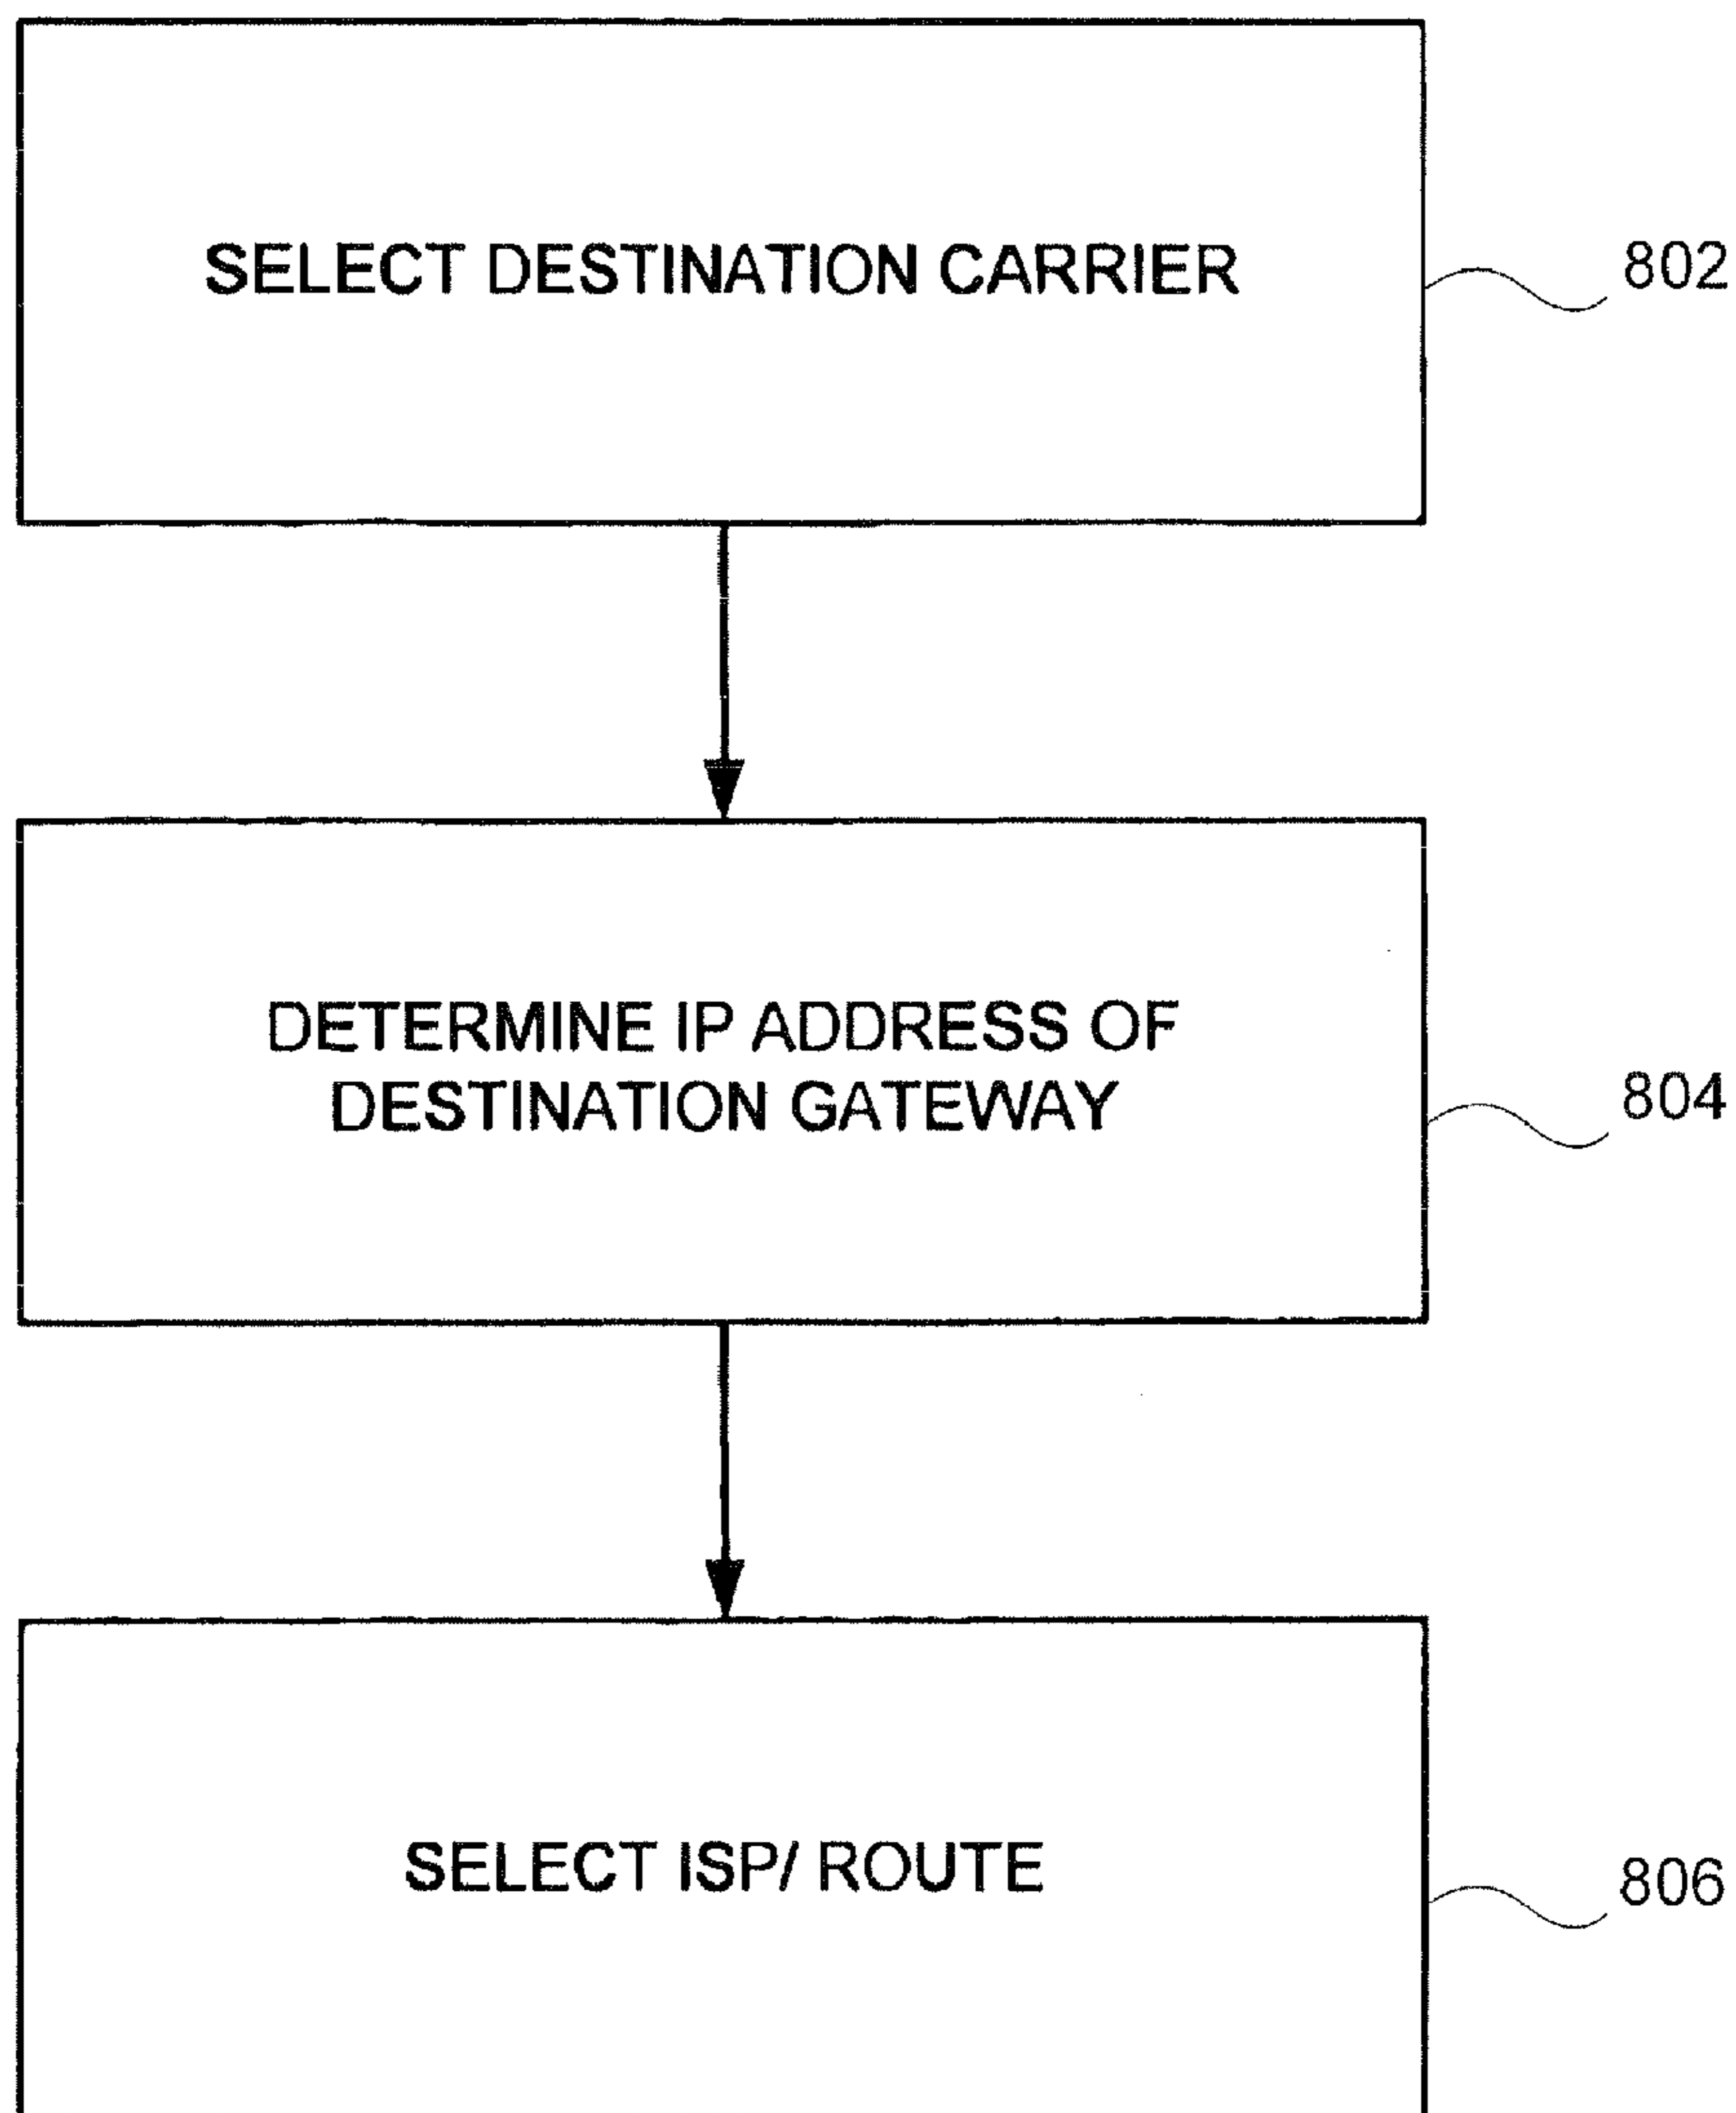 SELECT DESTINATION CARRIER
802
DETERMINE IP ADDRESS OF
DESTINATION GATEWAY
804
SELECT ISP/ ROUTE
806